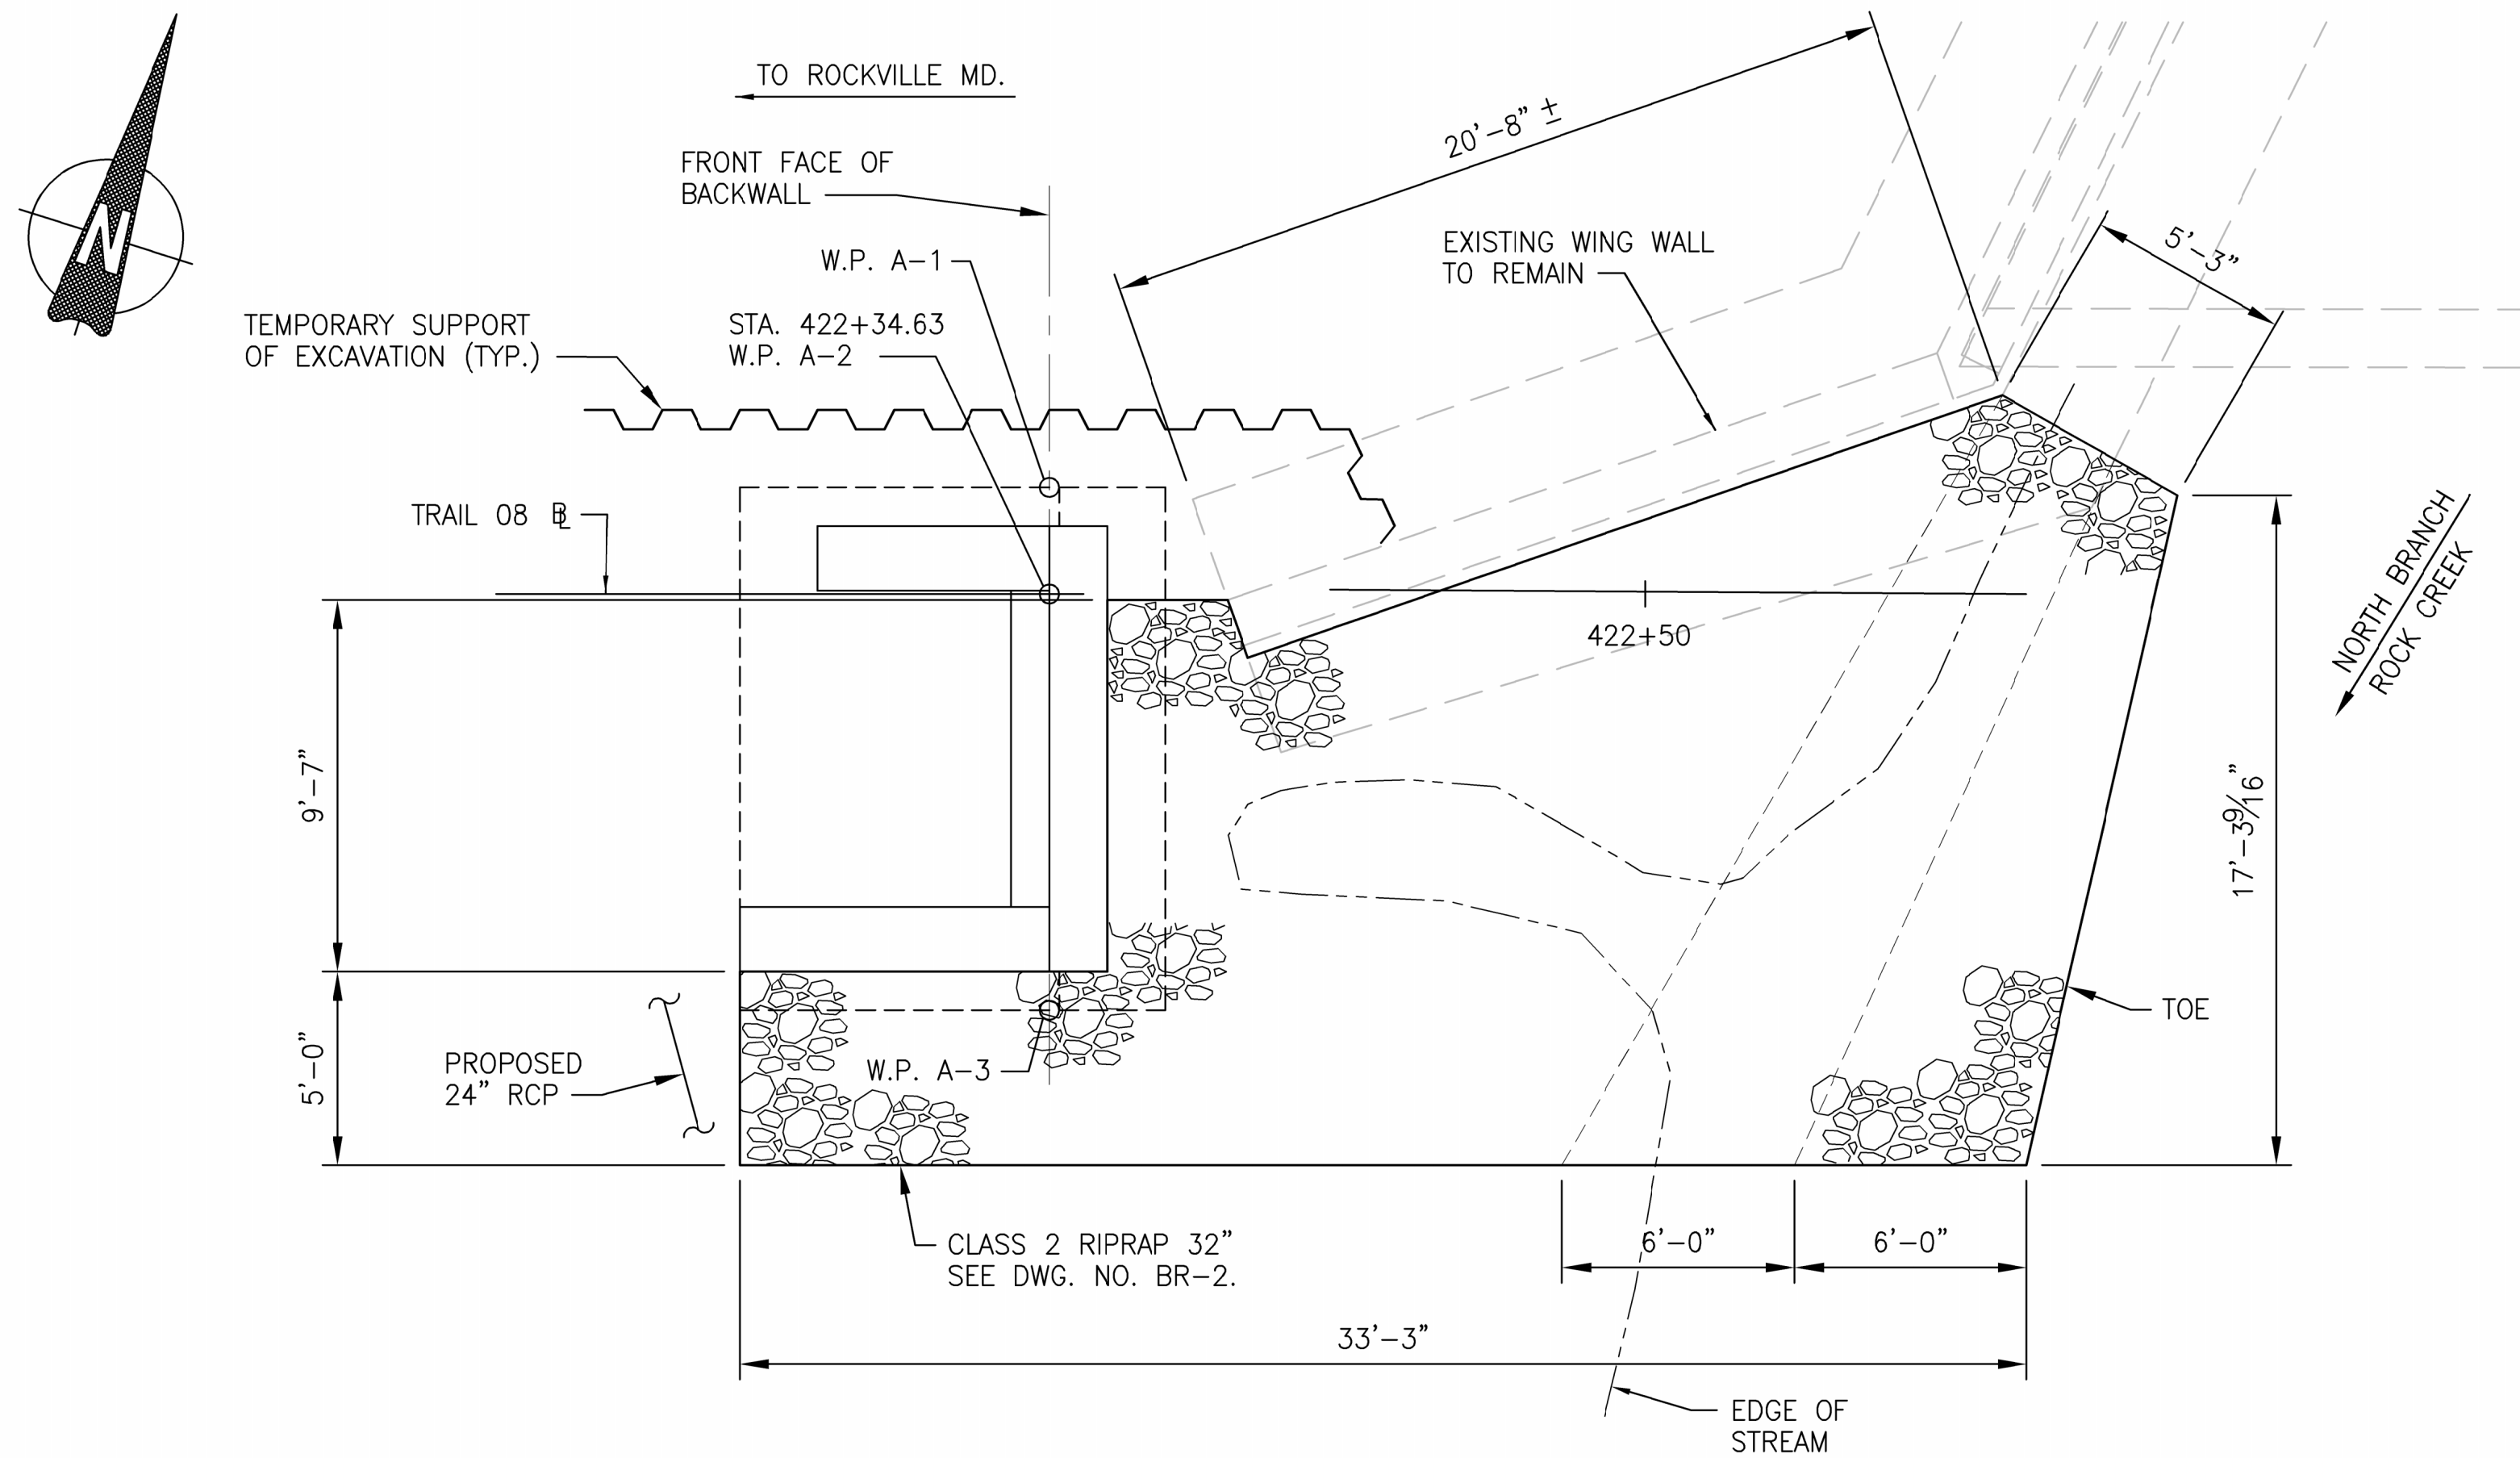 TO ROCKVILLE MD.
20'-8" ±
FRONT FACE OF
BACKWALL
N
W.P. A-1
EXISTING WING WALL
TO REMAIN
5'-3"
TEMPORARY SUPPORT
OF EXCAVATION (TYP.)
STA. 422+34.63
W.P. A-2
TRAIL 08 BL
NORTH BRANCH
ROCK CREEK
422+50
9'-7"
17'-3 9/16"
TOE
5'-0"
PROPOSED
24" RCP
W.P. A-3
CLASS 2 RIPRAP 32"
SEE DWG. NO. BR-2.
6'-0"
6'-0"
33'-3"
EDGE OF
STREAM